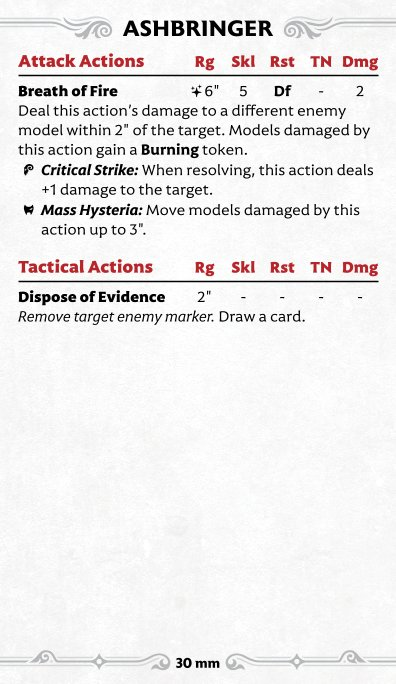 ASHBRINGER
Attack Actions Rg Skl Rst TN Dmg
Breath of Fire 6" 5 Df - 2
Deal this action's damage to a different enemy
model within 2" of the target. Models damaged by
this action gain a Burning token.
Critical Strike: When resolving, this action deals
+1 damage to the target.
Mass Hysteria: Move models damaged by this
action up to 3".
Tactical Actions Rg Skl Rst TN Dmg
Dispose of Evidence 2" - - - -
Remove target enemy marker. Draw a card.
30 mm